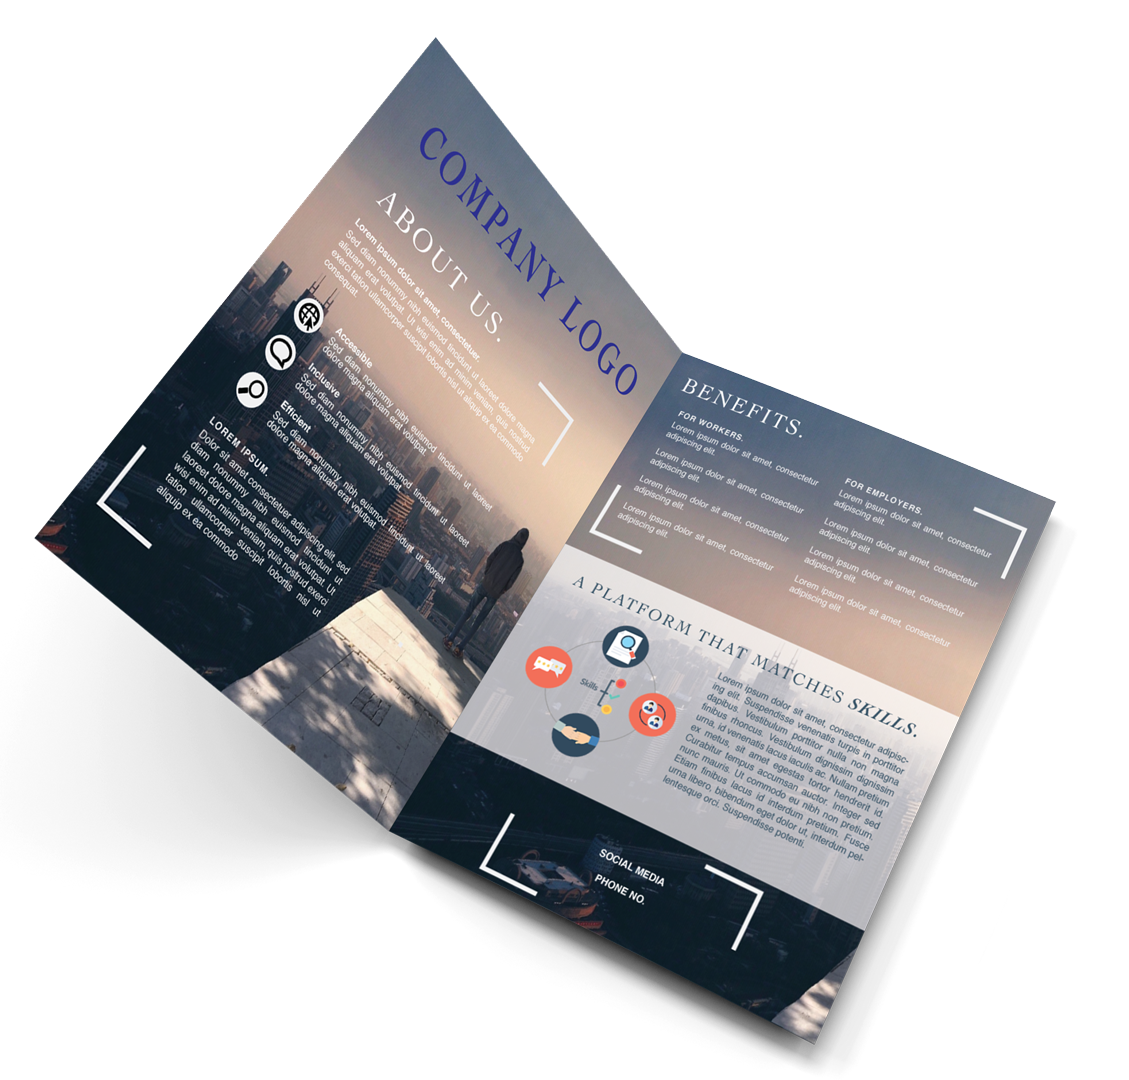 COMPANY LOGO
ABOUT US.
Lorem ipsum dolor sit amet, consectetuer.
Sed diam nonummy nibh euismod tincidunt ut laoreet dolore magna
aliquam erat volutpat. Ut wisi enim ad minim veniam, quis nostrud
exerci tation ullamcorper suscipit lobortis nisl ut aliquip ex ea commodo
consequat.
Accessible
Sed diam nonummy nibh euismod tincidunt ut laoreet
dolore magna aliquam erat volutpat.
Inclusive
Sed diam nonummy nibh euismod tincidunt ut laoreet
dolore magna aliquam erat volutpat.
Efficient
Sed diam nonummy nibh euismod tincidunt ut laoreet
dolore magna aliquam erat volutpat.
LOREM IPSUM.
Dolor sit amet consectetuer adipiscing elit, sed
diam nonummy nibh euismod tincidunt ut
laoreet dolore magna aliquam erat volutpat. Ut
wisi enim ad minim veniam, quis nostrud exerci
tation ullamcorper suscipit lobortis nisl ut
aliquip ex ea commodo
BENEFITS.
FOR WORKERS.
Lorem ipsum dolor sit amet, consectetur
adipiscing elit.
Lorem ipsum dolor sit amet, consectetur
adipiscing elit.
Lorem ipsum dolor sit amet, consectetur
adipiscing elit.
Lorem ipsum dolor sit amet, consectetur
adipiscing elit.
FOR EMPLOYERS.
Lorem ipsum dolor sit amet, consectetur
adipiscing elit.
Lorem ipsum dolor sit amet, consectetur
adipiscing elit.
Lorem ipsum dolor sit amet, consectetur
adipiscing elit.
Lorem ipsum dolor sit amet, consectetur
adipiscing elit.
A PLATFORM THAT MATCHES SKILLS.
Skills
Lorem ipsum dolor sit amet, consectetur adipisc-
ing elit. Suspendisse venenatis turpis in porttitor
dapibus. Vestibulum porttitor nulla non magna
finibus rhoncus. Vestibulum dignissim dignissim
urna, id venenatis lacus iaculis ac. Nullam pretium
ex metus, sit amet egestas tortor hendrerit id.
Curabitur tempus accumsan auctor. Integer sed
nunc mauris. Ut commodo eu nibh non pretium.
Etiam finibus lacus id interdum pretium. Fusce
urna libero, bibendum eget dolor ut, interdum pel-
lentesque orci. Suspendisse potenti.
SOCIAL MEDIA
PHONE NO.